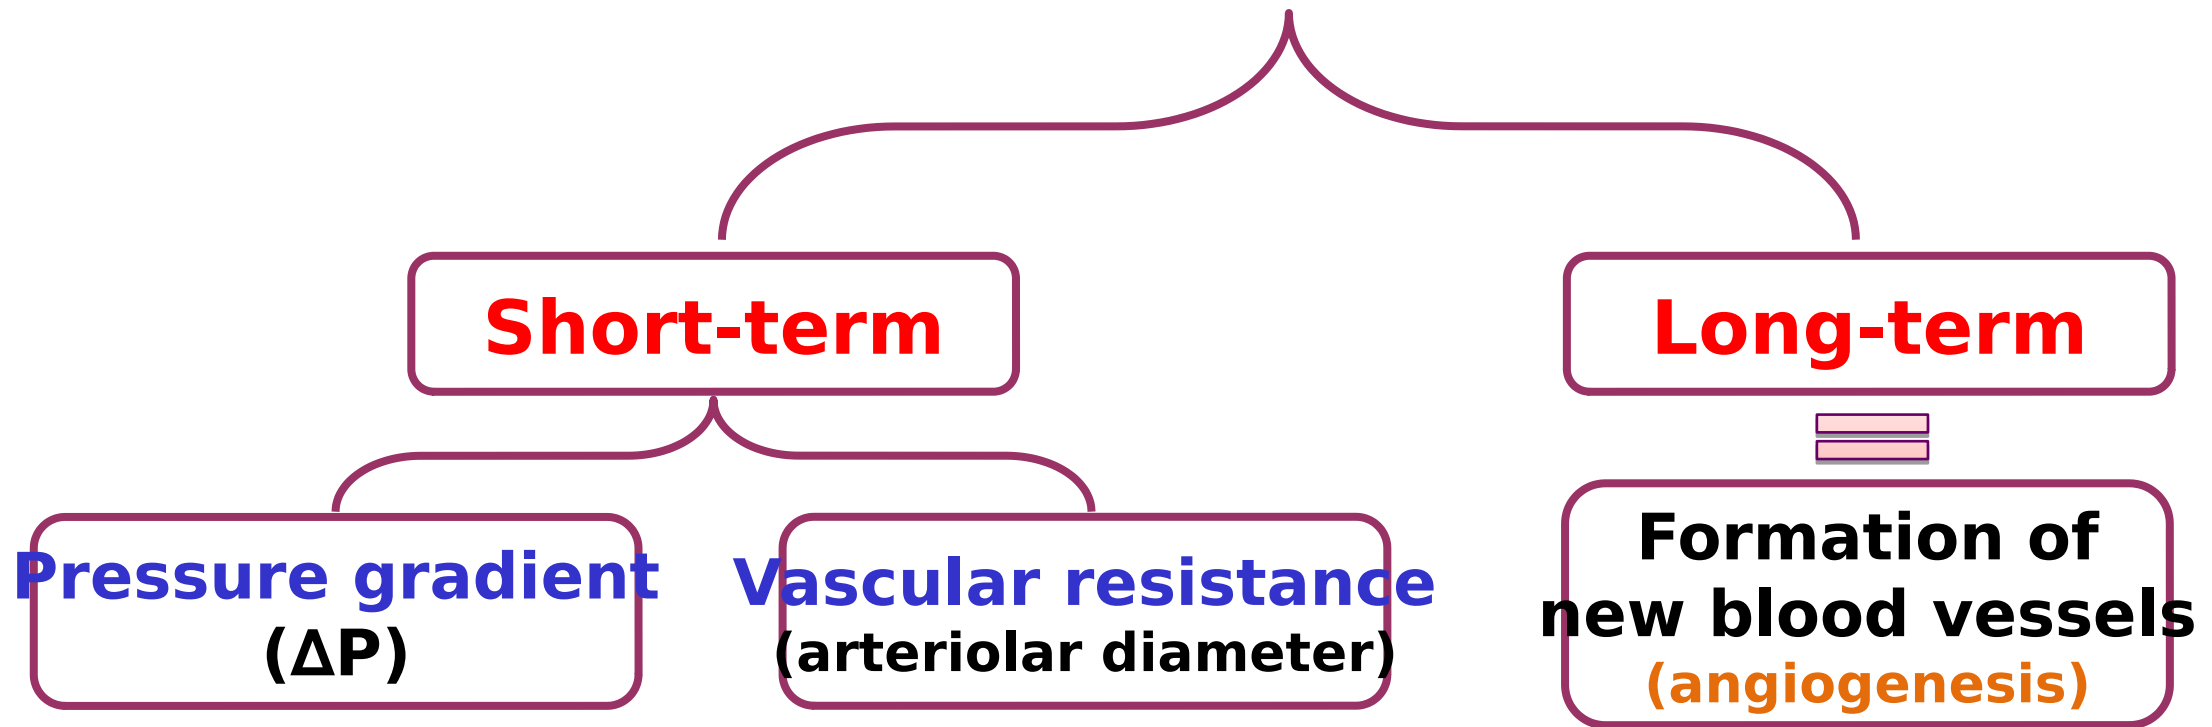 Short-term
Long-term
Pressure gradient
(ΔP)
Vascular resistance
(arteriolar diameter)
Formation of
new blood vessels
(angiogenesis)